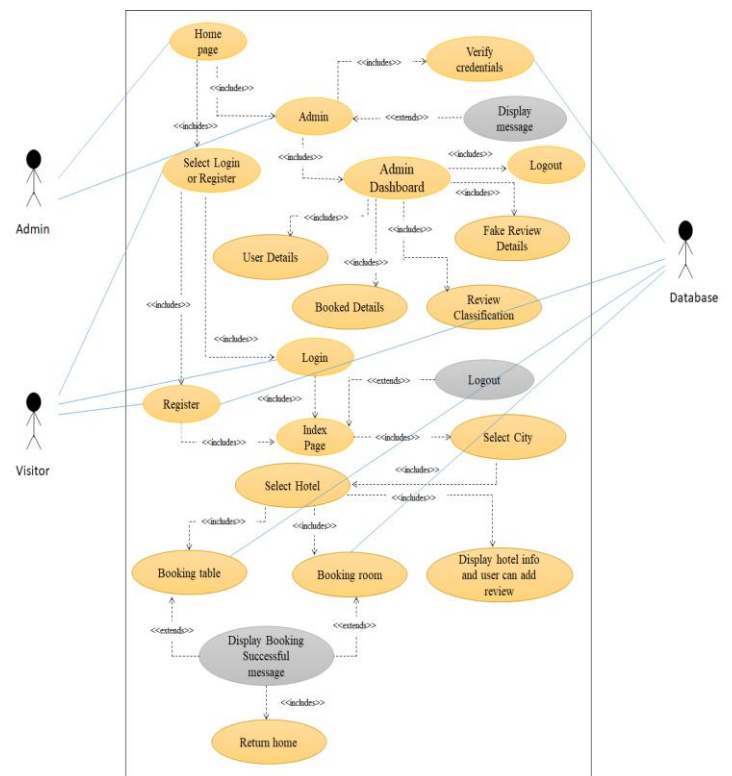 Home
page
Verify
credentials
<<includes>>
<<includes>>
Admin
<<extends>>
Display
message
<<includes>>
Select Login
or Register
<<includes>>
Admin
Dashboard
<<includes>>
Logout
Admin
<<includes>>
<<includes>>
User Details
<<includes>>
<<includes>>
Fake Review
Details
Database
Booked Details
Review
Classification
<<includes>>
<<includes>>
Login
<<extends>>
Logout
Register
<<includes>>
Visitor
<<includes>>
Index
Page
<<includes>>
Select City
<<includes>>
Select Hotel
<<includes>>
<<includes>>
<<includes>>
Booking table
Booking room
Display hotel info
and user can add
review
<<extends>>
<<extends>>
Display Booking
Successful
message
<<includes>>
Return home